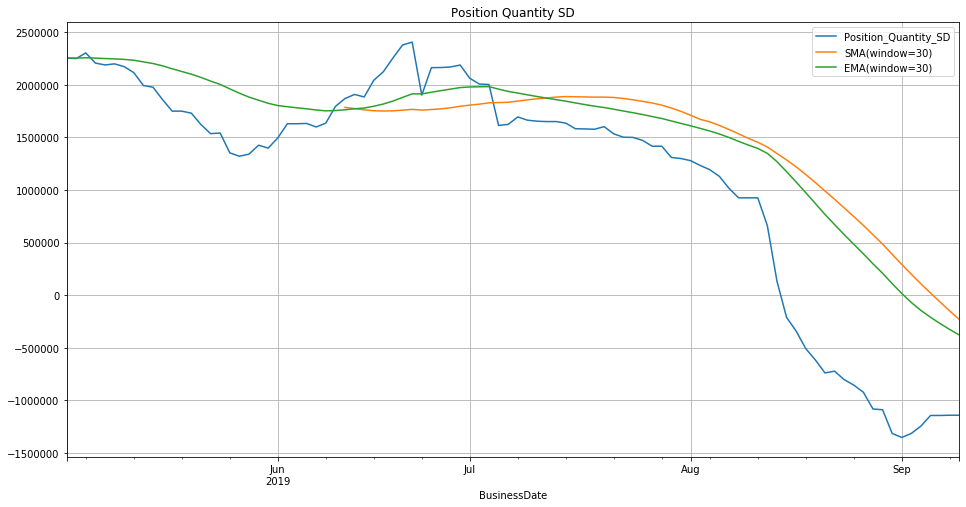 Position Quantity SD
2500000
2000000
1500000
1000000
500000
0
−500000
−1000000
−1500000
Position_Quantity_SD
SMA(window=30)
EMA(window=30)
Jun
2019
Jul
Aug
Sep
BusinessDate